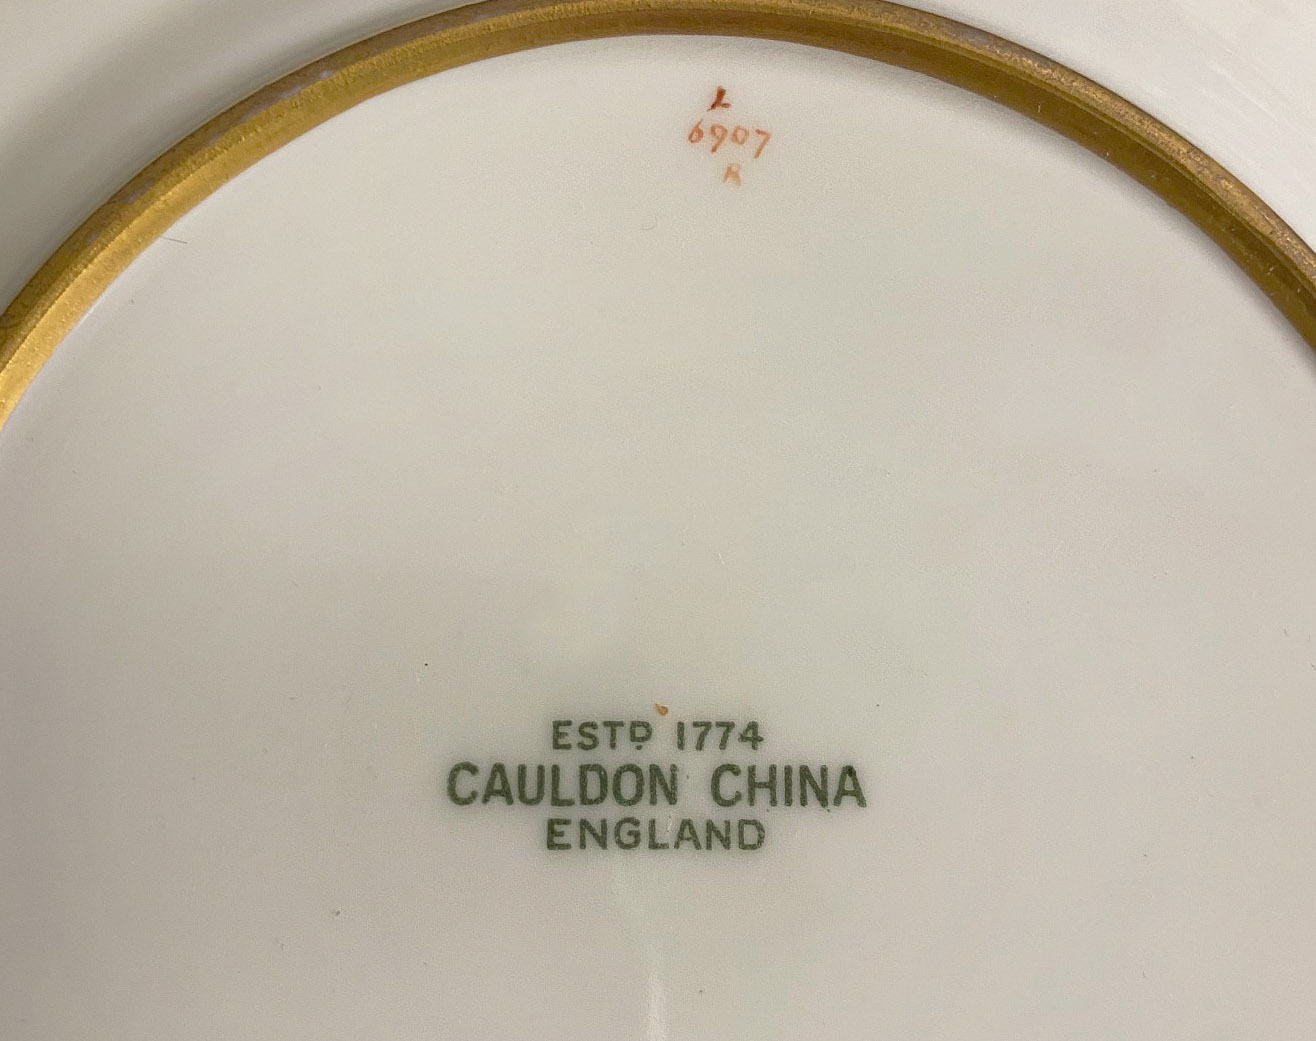 L
6907
R
ESTD 1774
CAULDON CHINA
ENGLAND